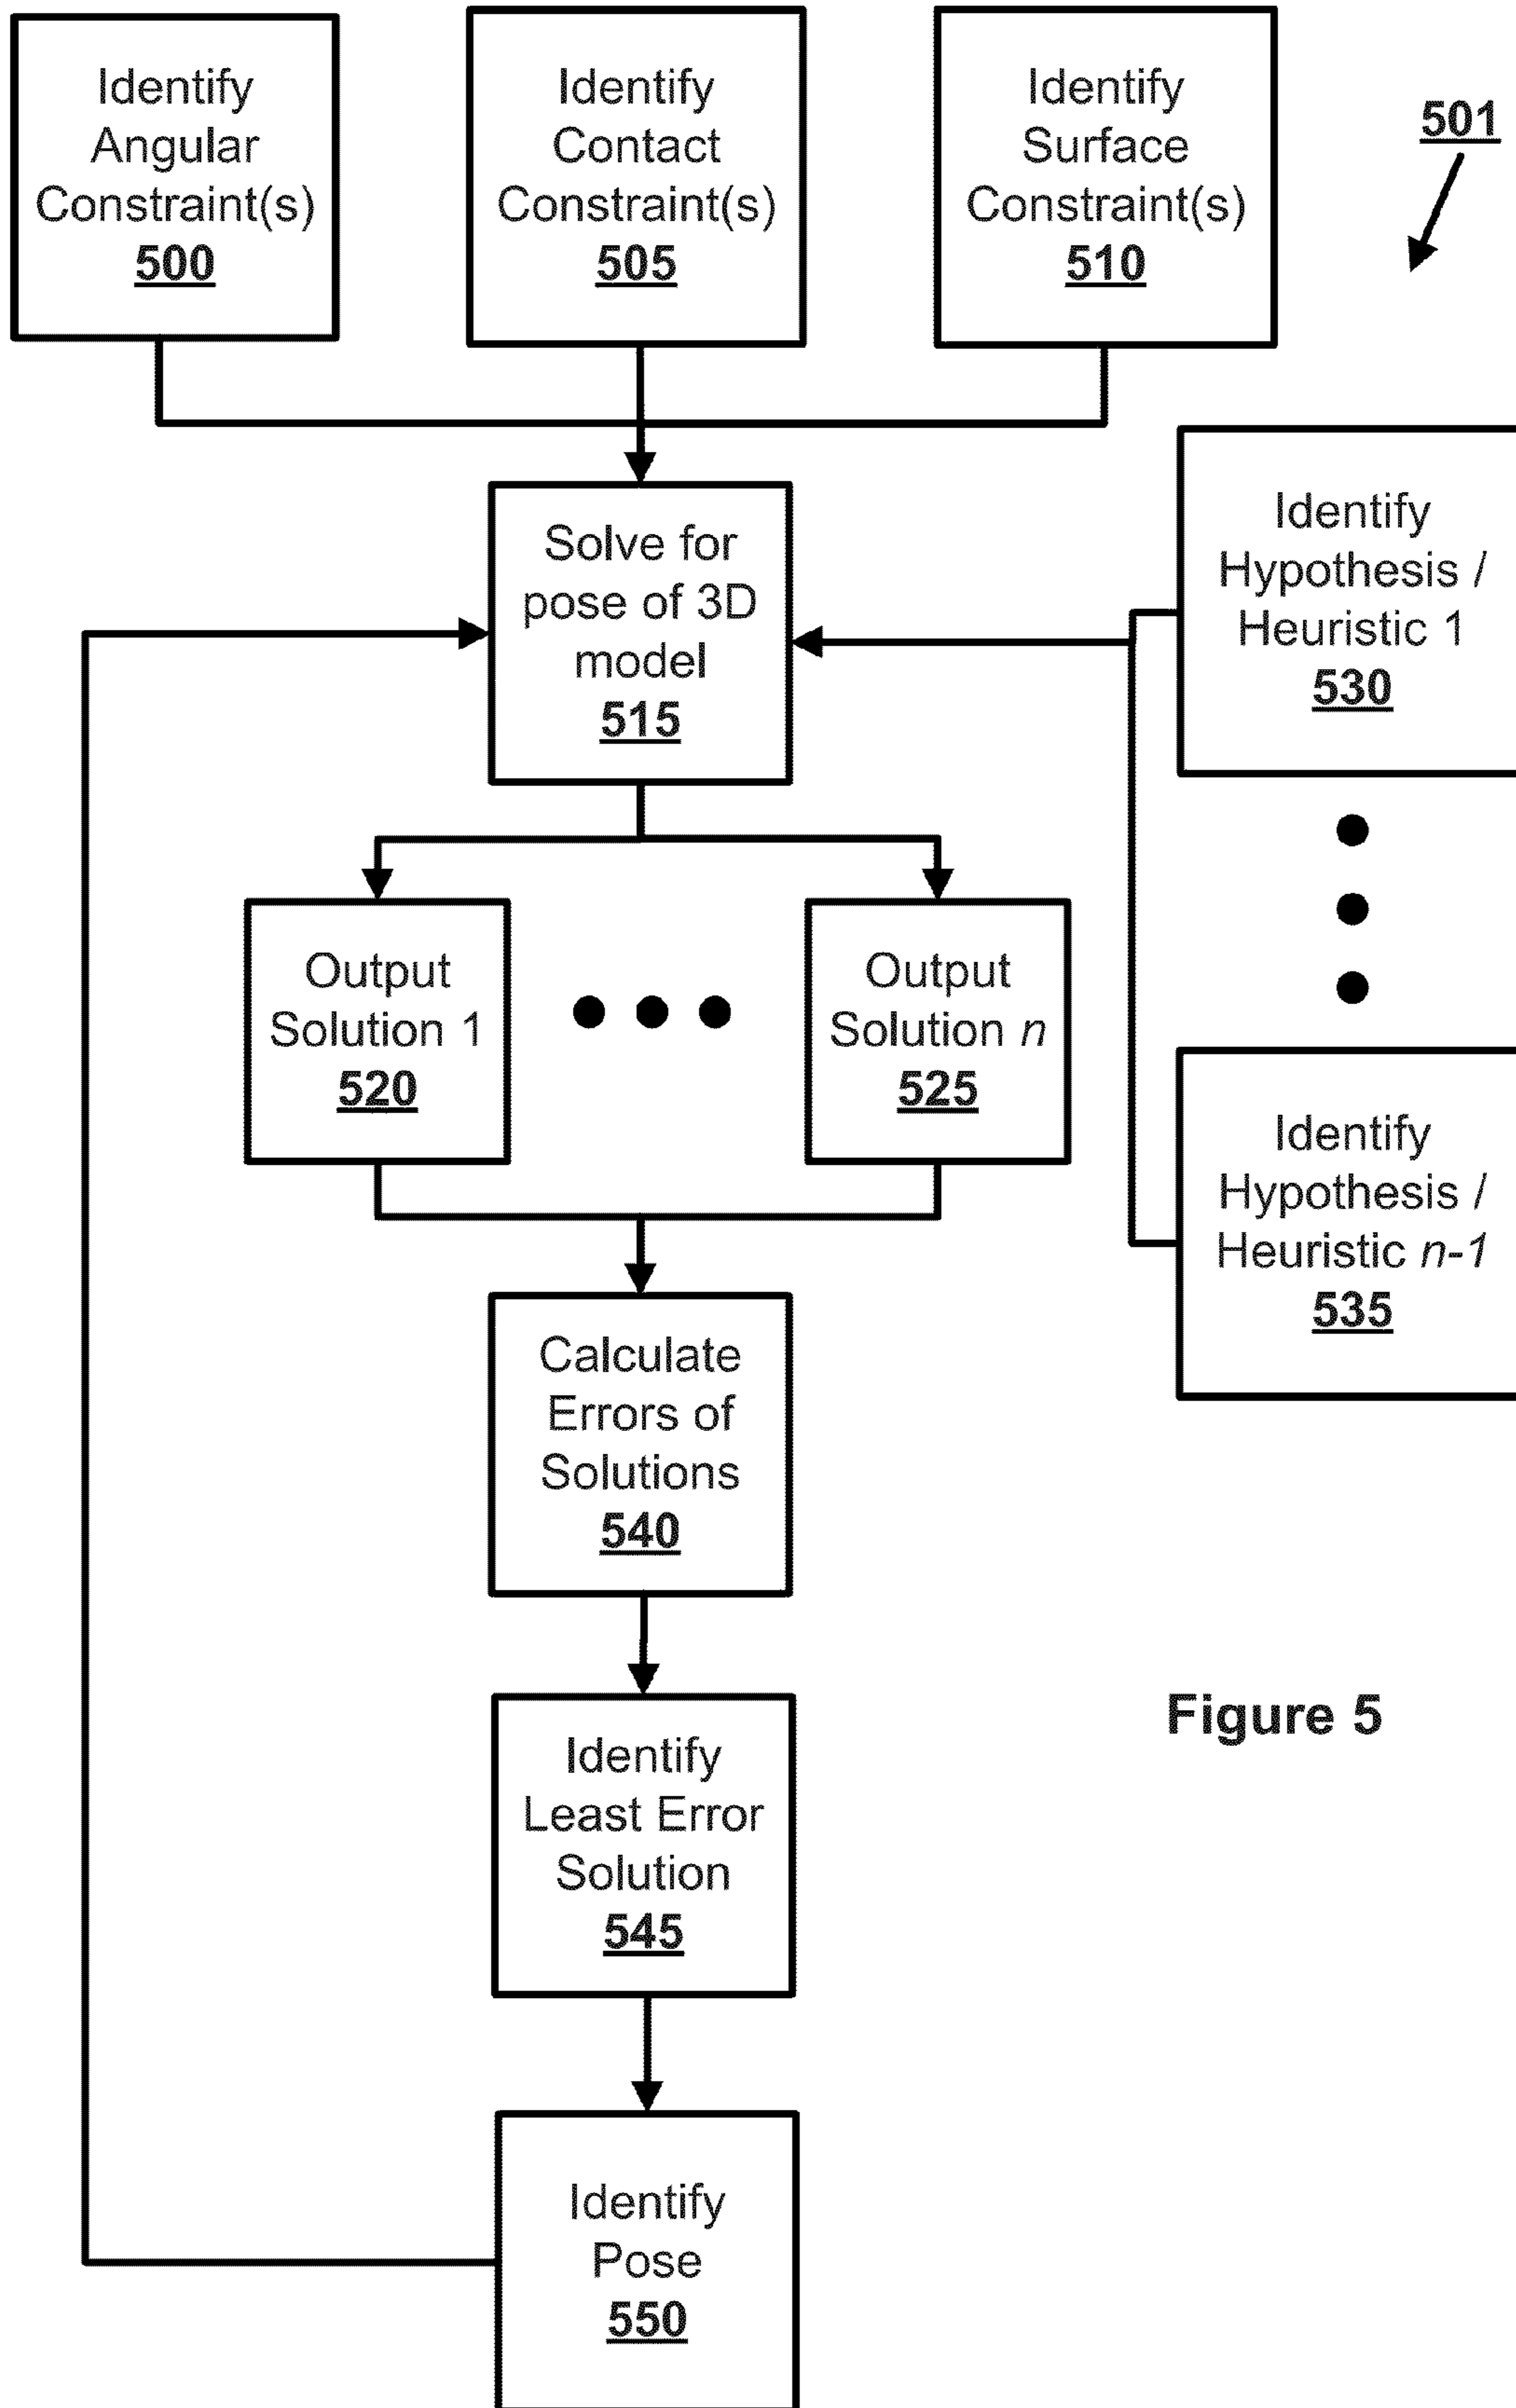 Identify
Angular
Constraint(s)
500
Identify
Contact
Constraint(s)
505
Identify
Surface
Constraint(s)
510
501
Solve for
pose of 3D
model
515
Identify
Hypothesis /
Heuristic 1
530
Output
Solution 1
520
Output
Solution n
525
Identify
Hypothesis /
Heuristic n-1
535
Calculate
Errors of
Solutions
540
Identify
Least Error
Solution
545
Figure 5
Identify
Pose
550